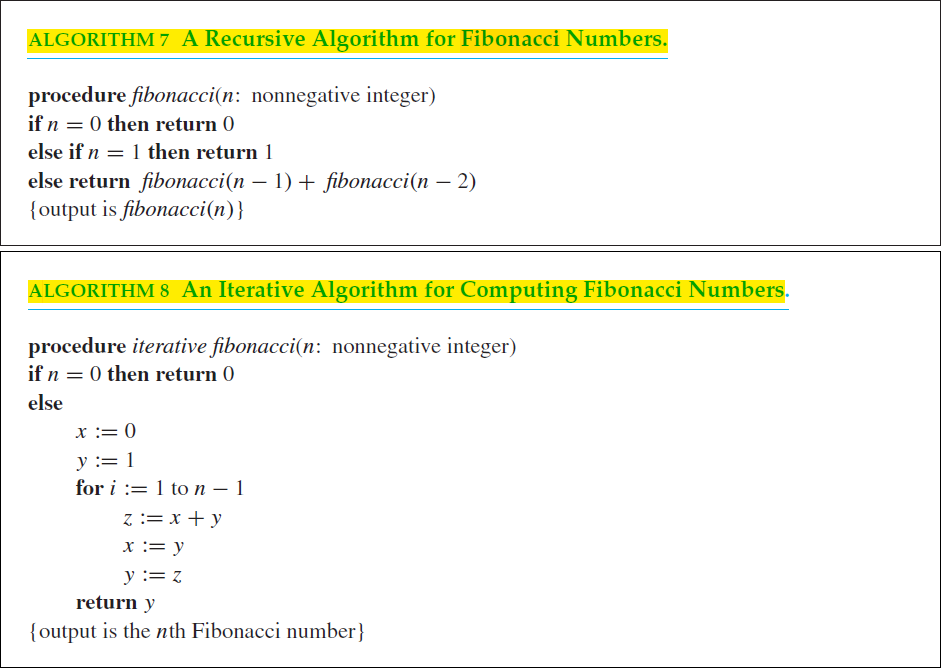 ALGORITHM 7 A Recursive Algorithm for Fibonacci Numbers.
procedure fibonacci(n: nonnegative integer)
if n = 0 then return 0
else if n = 1 then return 1
else return fibonacci(n − 1) + fibonacci(n − 2)
{output is fibonacci(n)}
ALGORITHM 8 An Iterative Algorithm for Computing Fibonacci Numbers.
procedure iterative fibonacci(n: nonnegative integer)
if n = 0 then return 0
else
x := 0
y := 1
for i := 1 to n − 1
z := x + y
x := y
y := z
return y
{output is the nth Fibonacci number}